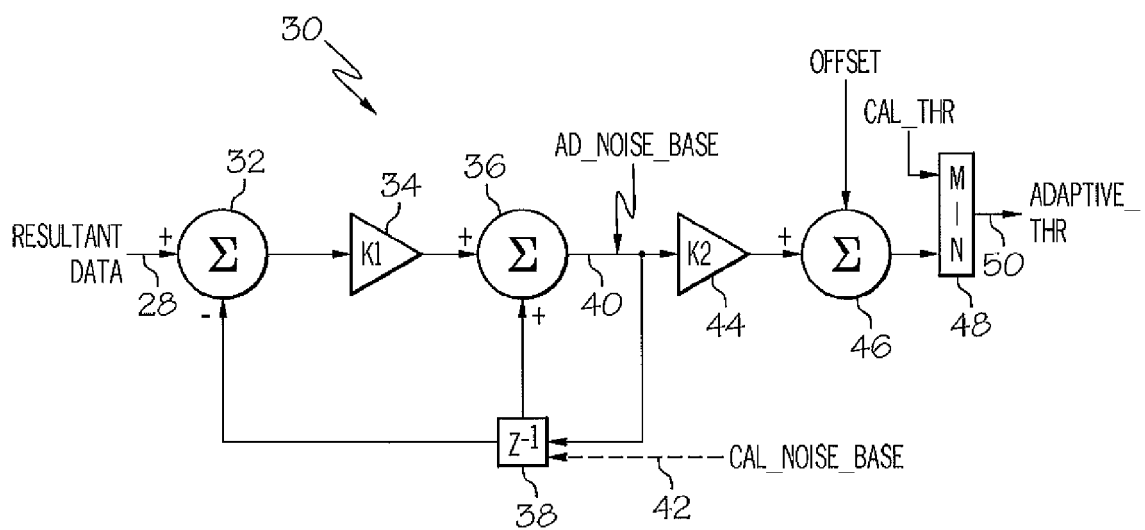 30
OFFSET
CAL_THR
AD_NOISE_BASE
32
34
36
M
I
N
ADAPTIVE_
THR
RESULTANT
DATA
+
Σ
K1
+
Σ
K2
+
Σ
28
-
+
40
44
46
48
50
Z-1
CAL_NOISE_BASE
38
42